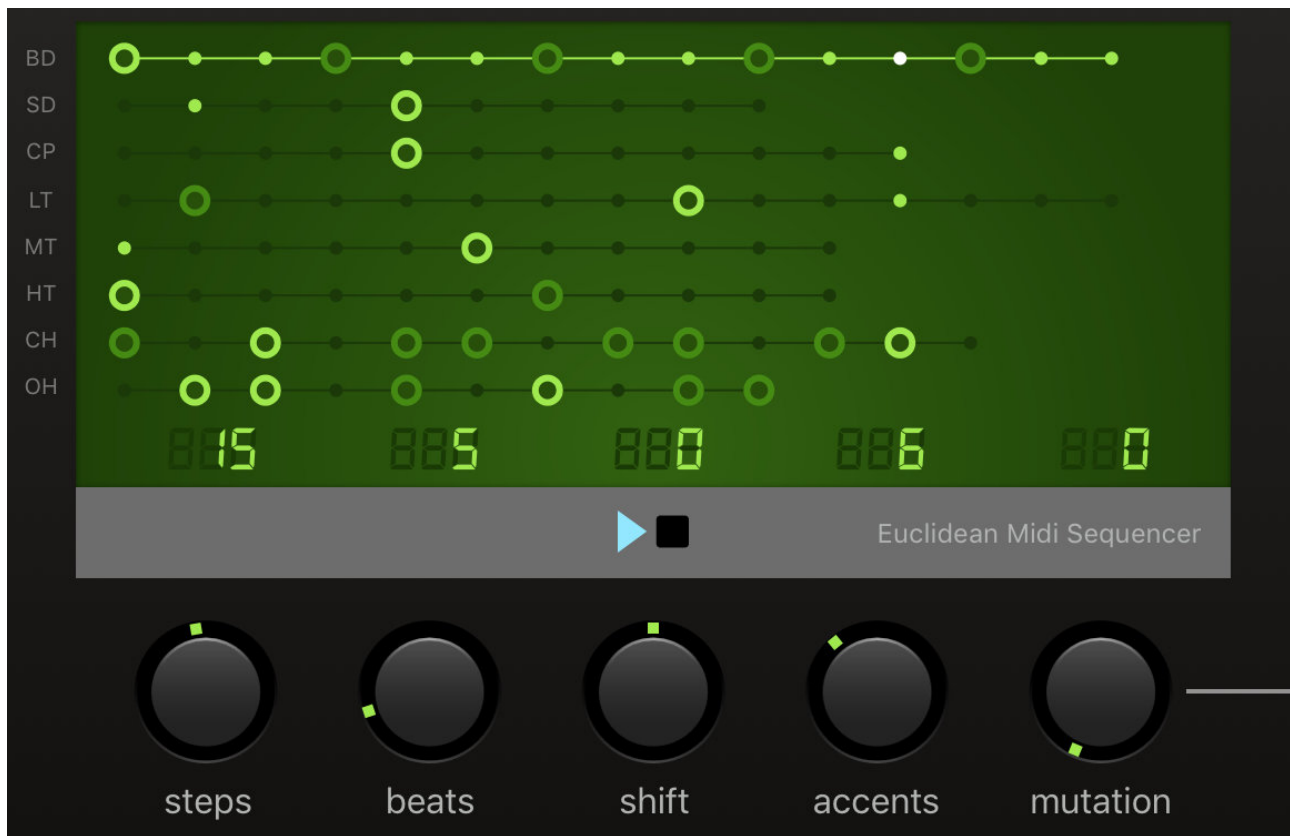 BD
SD
CP
LT
MT
HT
CH
OH
15 5 0 6 0
Euclidean Midi Sequencer
steps beats shift accents mutation